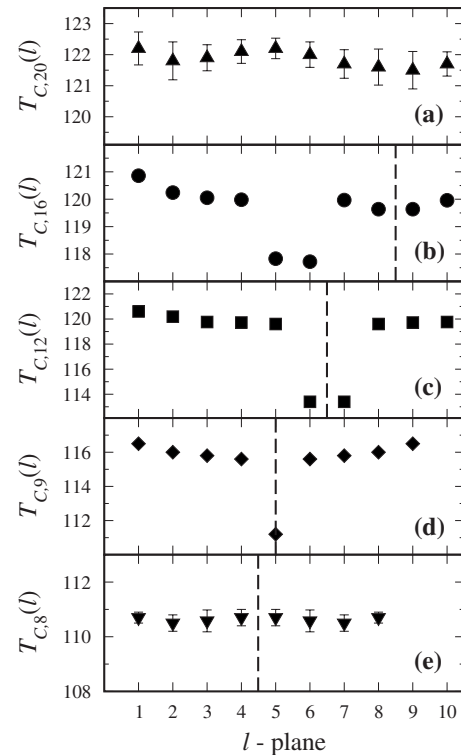 123
122
121
120
T_{C,20}(l)
(a)
121
120
119
118
T_{C,16}(l)
(b)
122
120
118
116
114
T_{C,12}(l)
(c)
116
114
112
110
T_{C,9}(l)
(d)
112
110
108
T_{C,8}(l)
(e)
1 2 3 4 5 6 7 8 9 10
l - plane